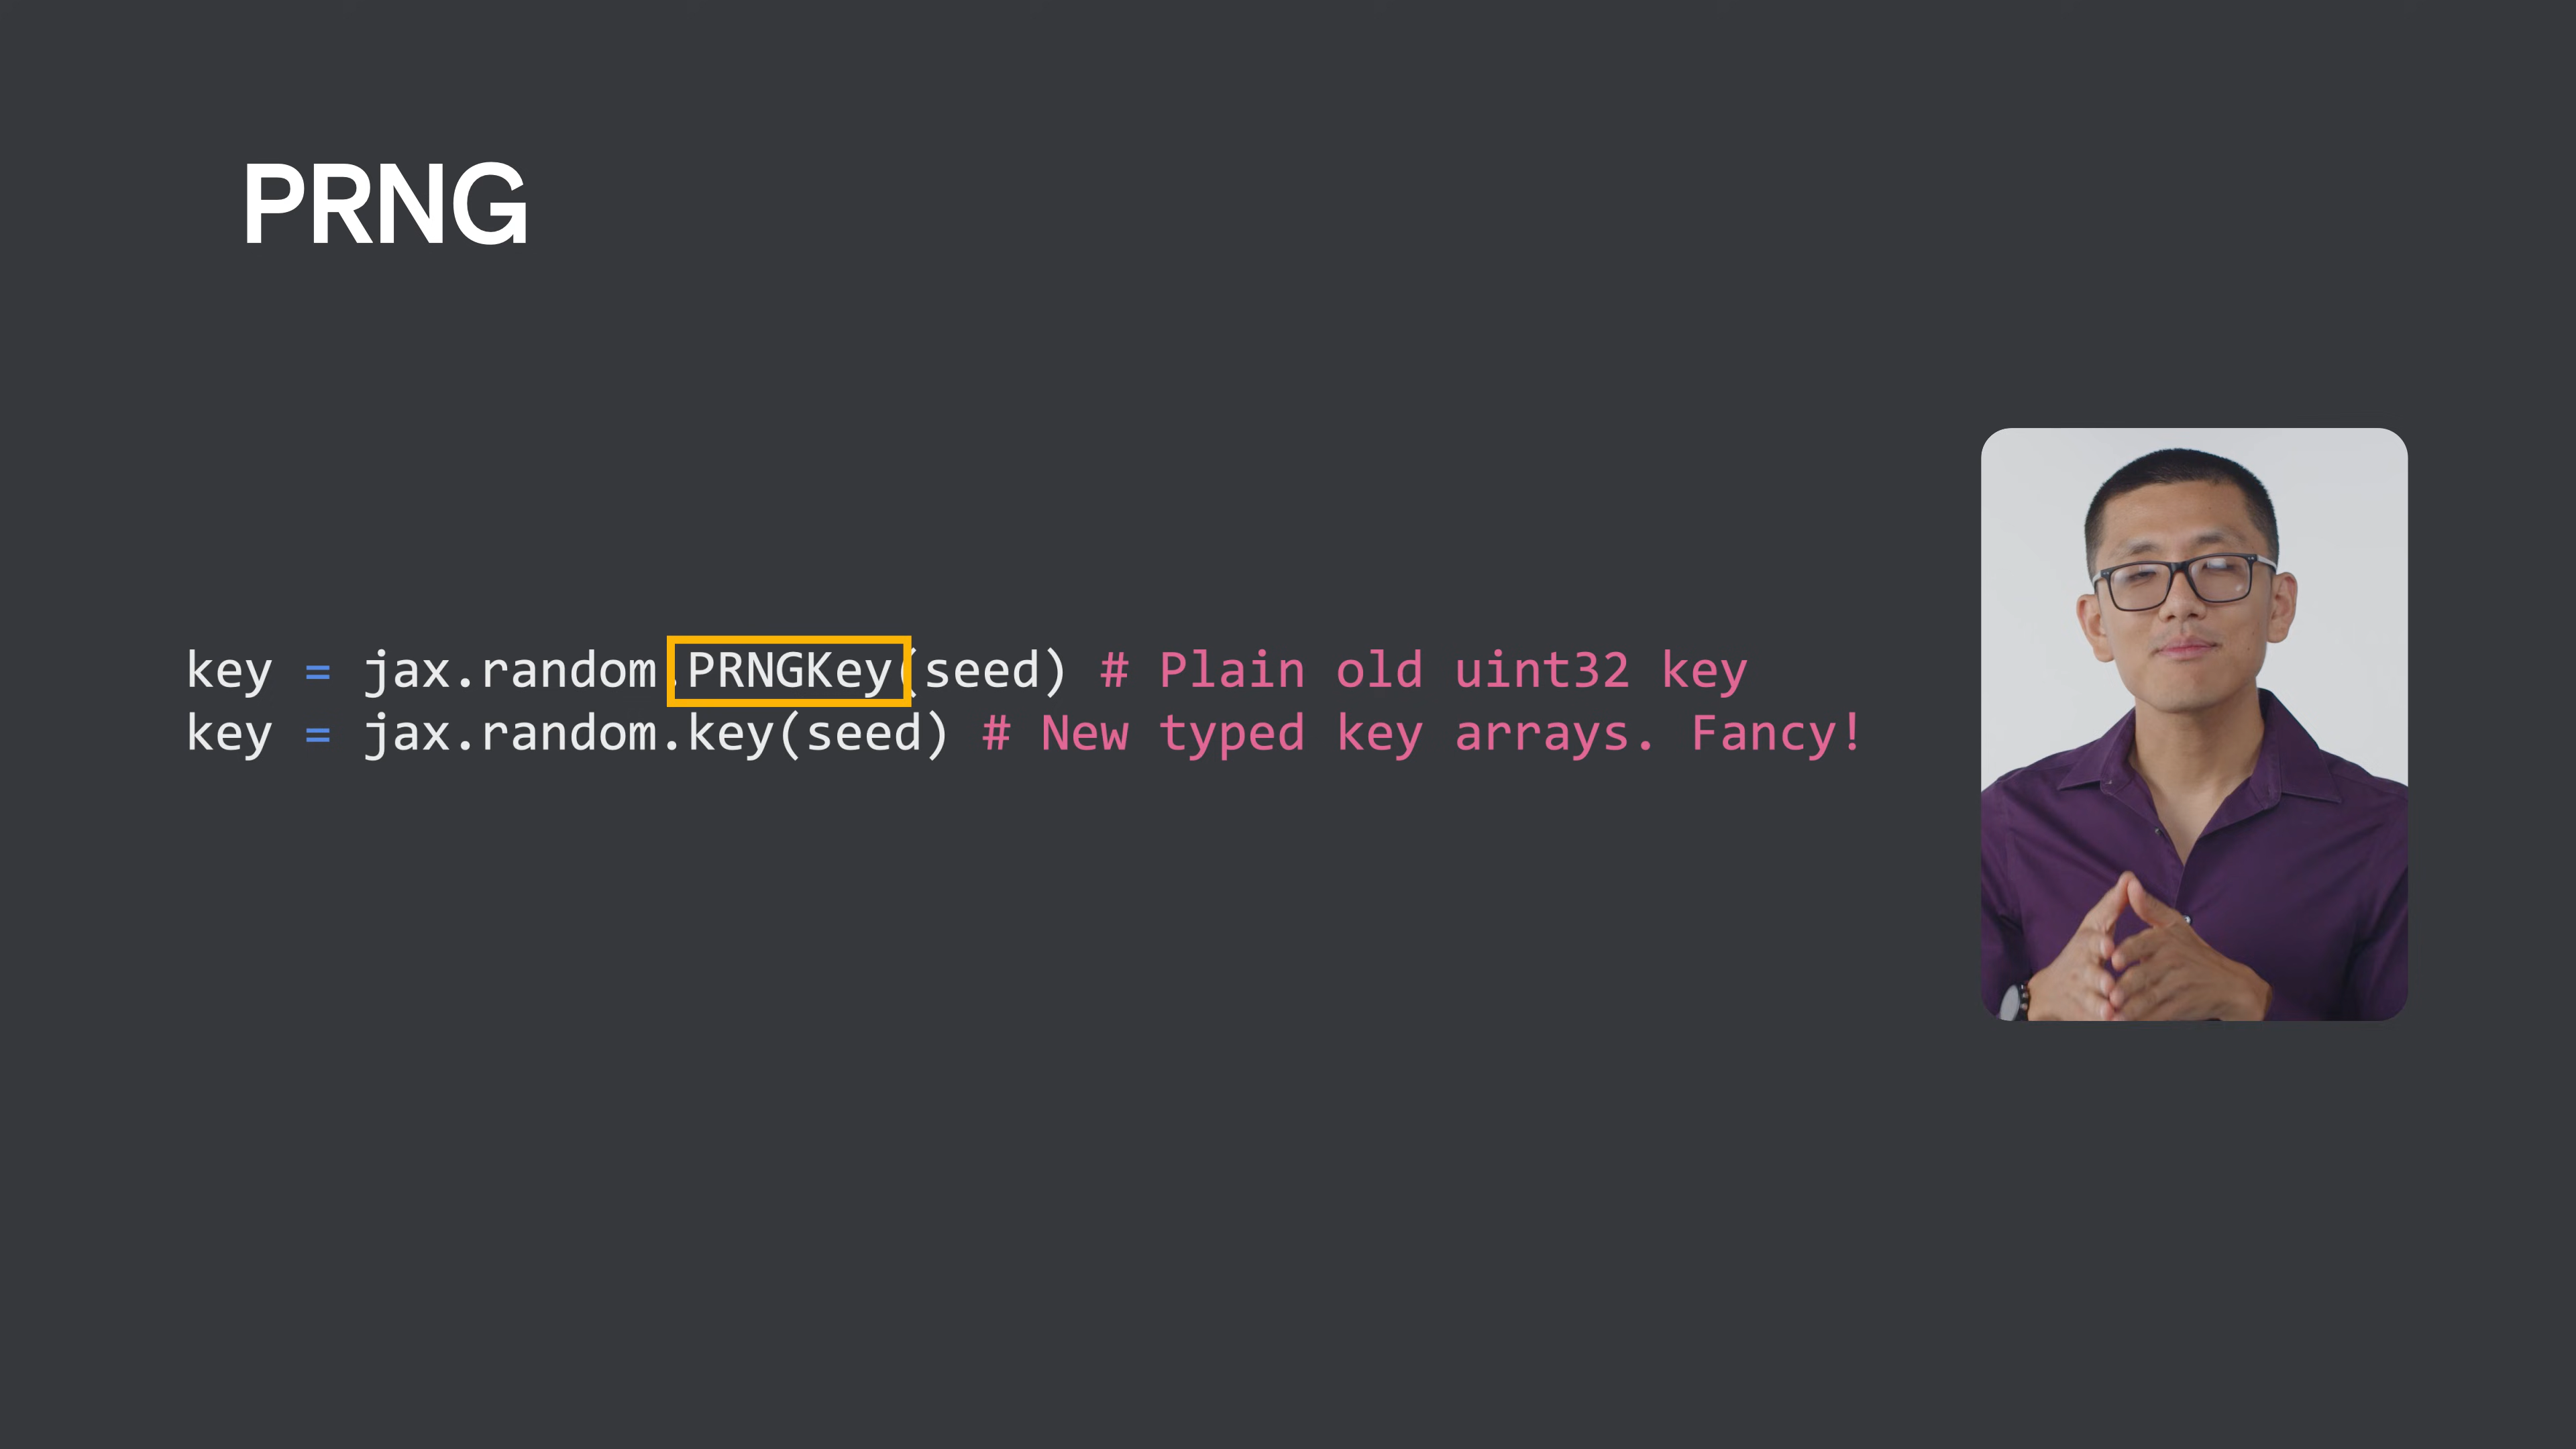 PRNG
key = jax.random.PRNGKey(seed) # Plain old uint32 key
key = jax.random.key(seed) # New typed key arrays. Fancy!